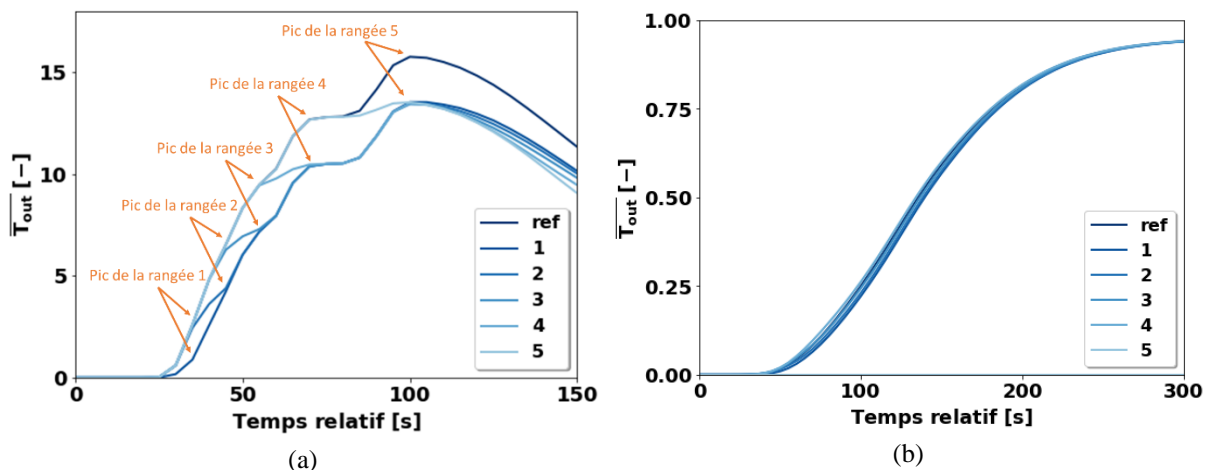 Pic de la rangée 5
Pic de la rangée 4
Pic de la rangée 3
Pic de la rangée 2
Pic de la rangée 1
T̿out [−]
15
10
5
0
0
50
100
150
Temps relatif [s]
ref
1
2
3
4
5
(a)
T̿out [−]
1.00
0.75
0.50
0.25
0.00
0
100
200
300
Temps relatif [s]
ref
1
2
3
4
5
(b)